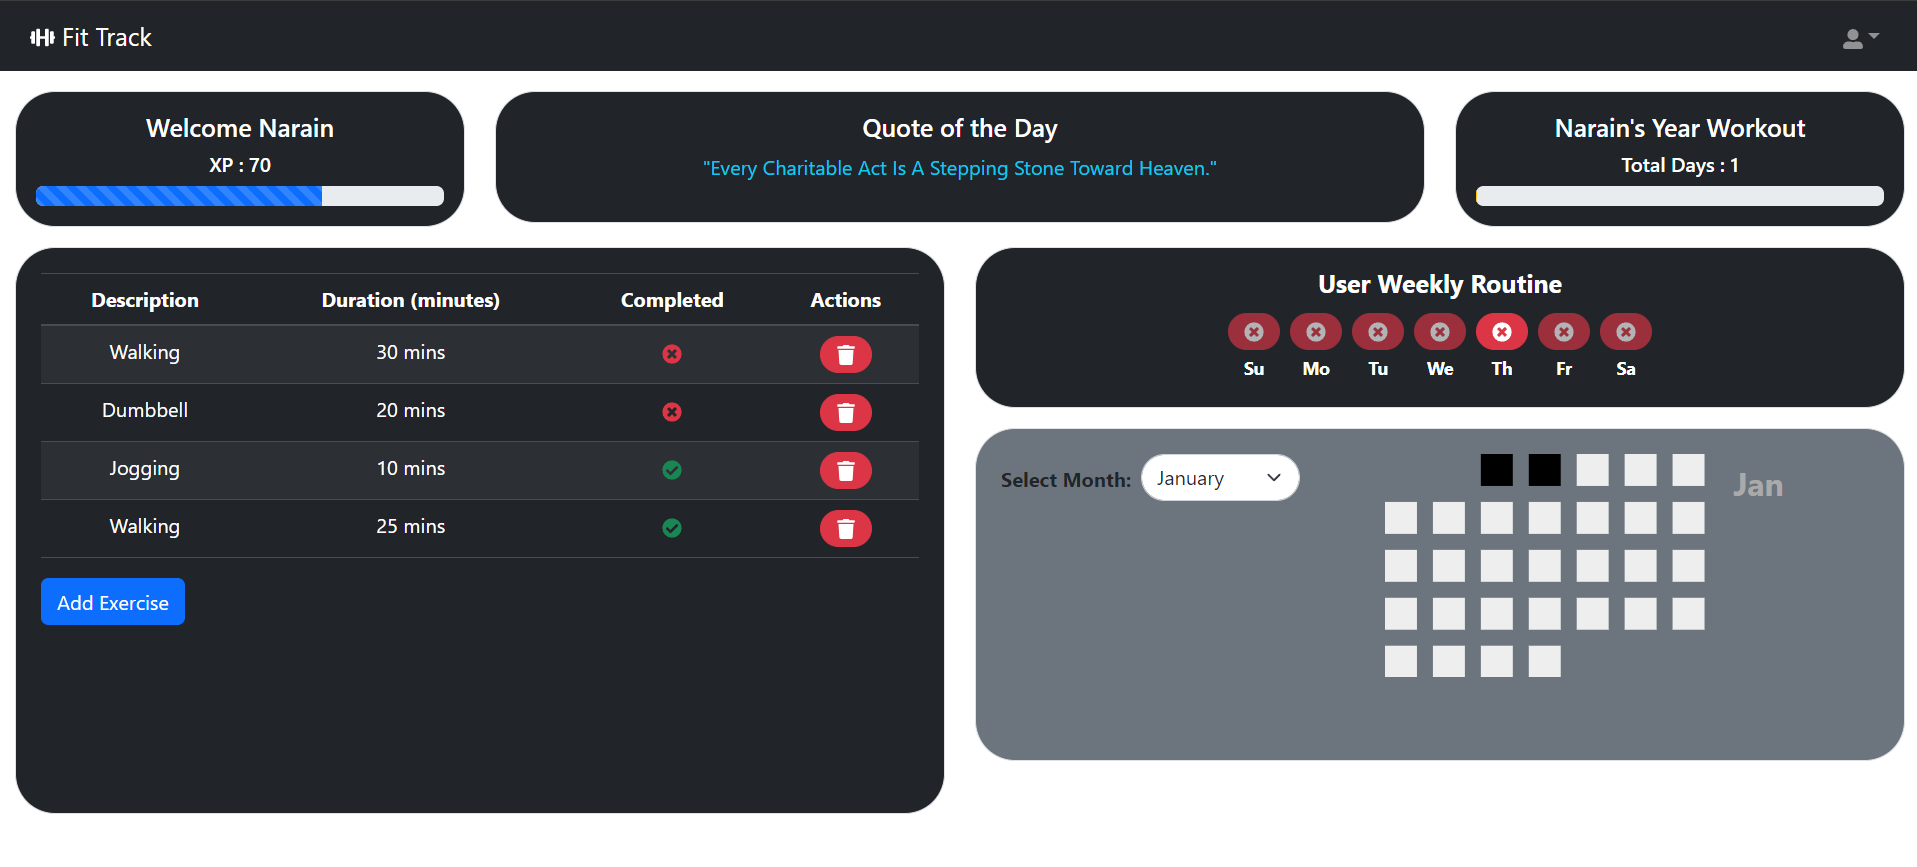 Fit Track
Welcome Narain
XP : 70
Quote of the Day
"Every Charitable Act Is A Stepping Stone Toward Heaven."
Narain's Year Workout
Total Days : 1
Description Duration (minutes) Completed Actions
Walking 30 mins
Dumbbell 20 mins
Jogging 10 mins
Walking 25 mins
Add Exercise
User Weekly Routine
Su Mo Tu We Th Fr Sa
Select Month: January
Jan